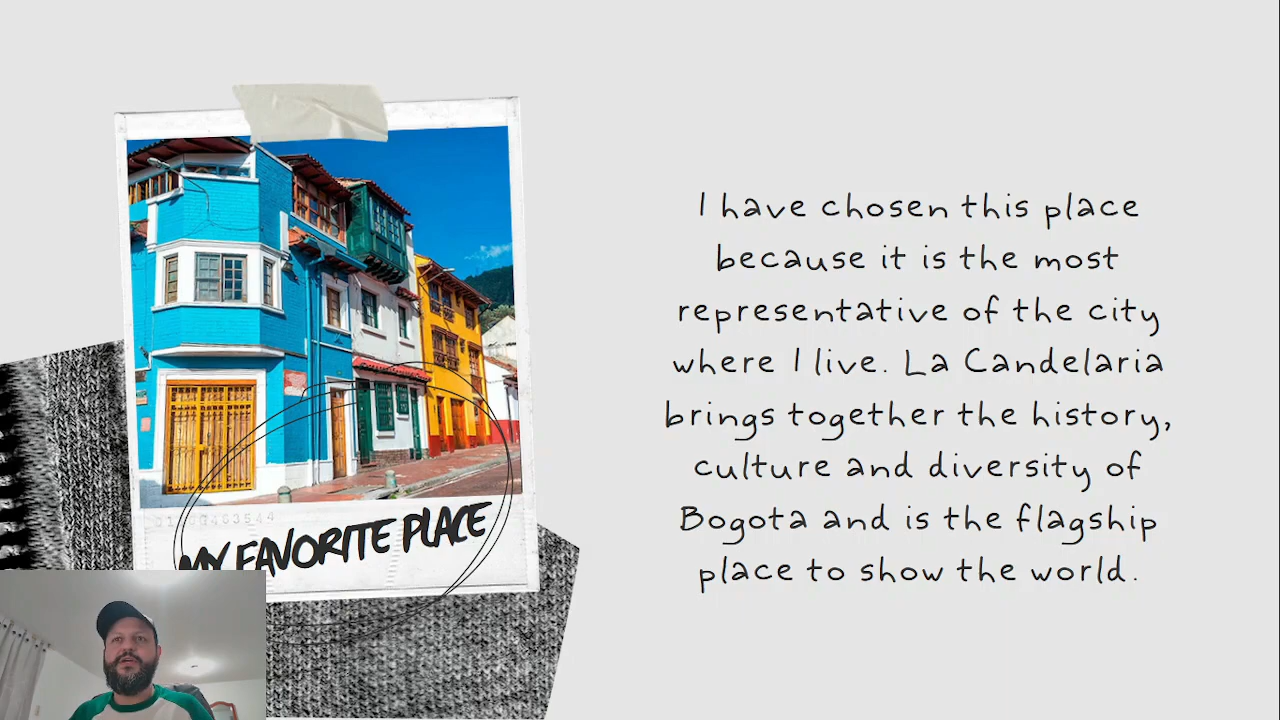 MY FAVORITE PLACE
I have chosen this place
because it is the most
representative of the city
where I live. La Candelaria
brings together the history,
culture and diversity of
Bogota and is the flagship
place to show the world.